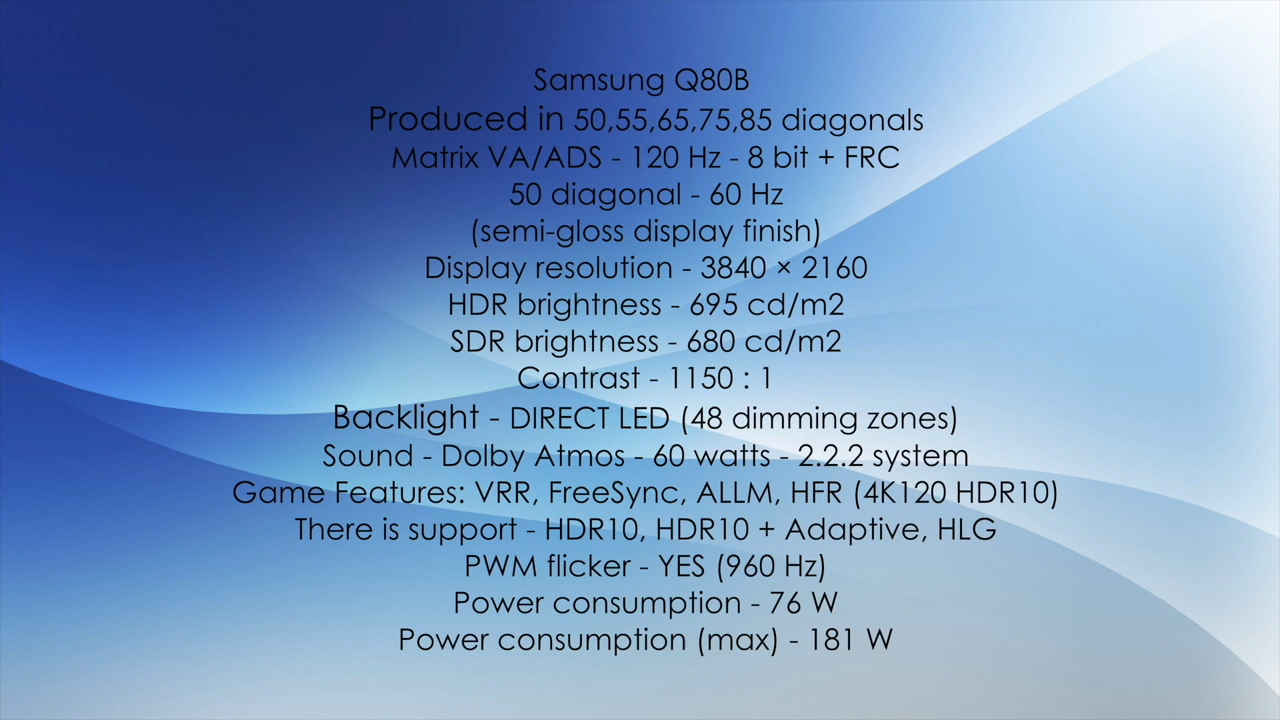 Samsung Q80B
Produced in 50,55,65,75,85 diagonals
Matrix VA/ADS - 120 Hz - 8 bit + FRC
50 diagonal - 60 Hz
(semi-gloss display finish)
Display resolution - 3840 × 2160
HDR brightness - 695 cd/m2
SDR brightness - 680 cd/m2
Contrast - 1150 : 1
Backlight - DIRECT LED (48 dimming zones)
Sound - Dolby Atmos - 60 watts - 2.2.2 system
Game Features: VRR, FreeSync, ALLM, HFR (4K120 HDR10)
There is support - HDR10, HDR10 + Adaptive, HLG
PWM flicker - YES (960 Hz)
Power consumption - 76 W
Power consumption (max) - 181 W